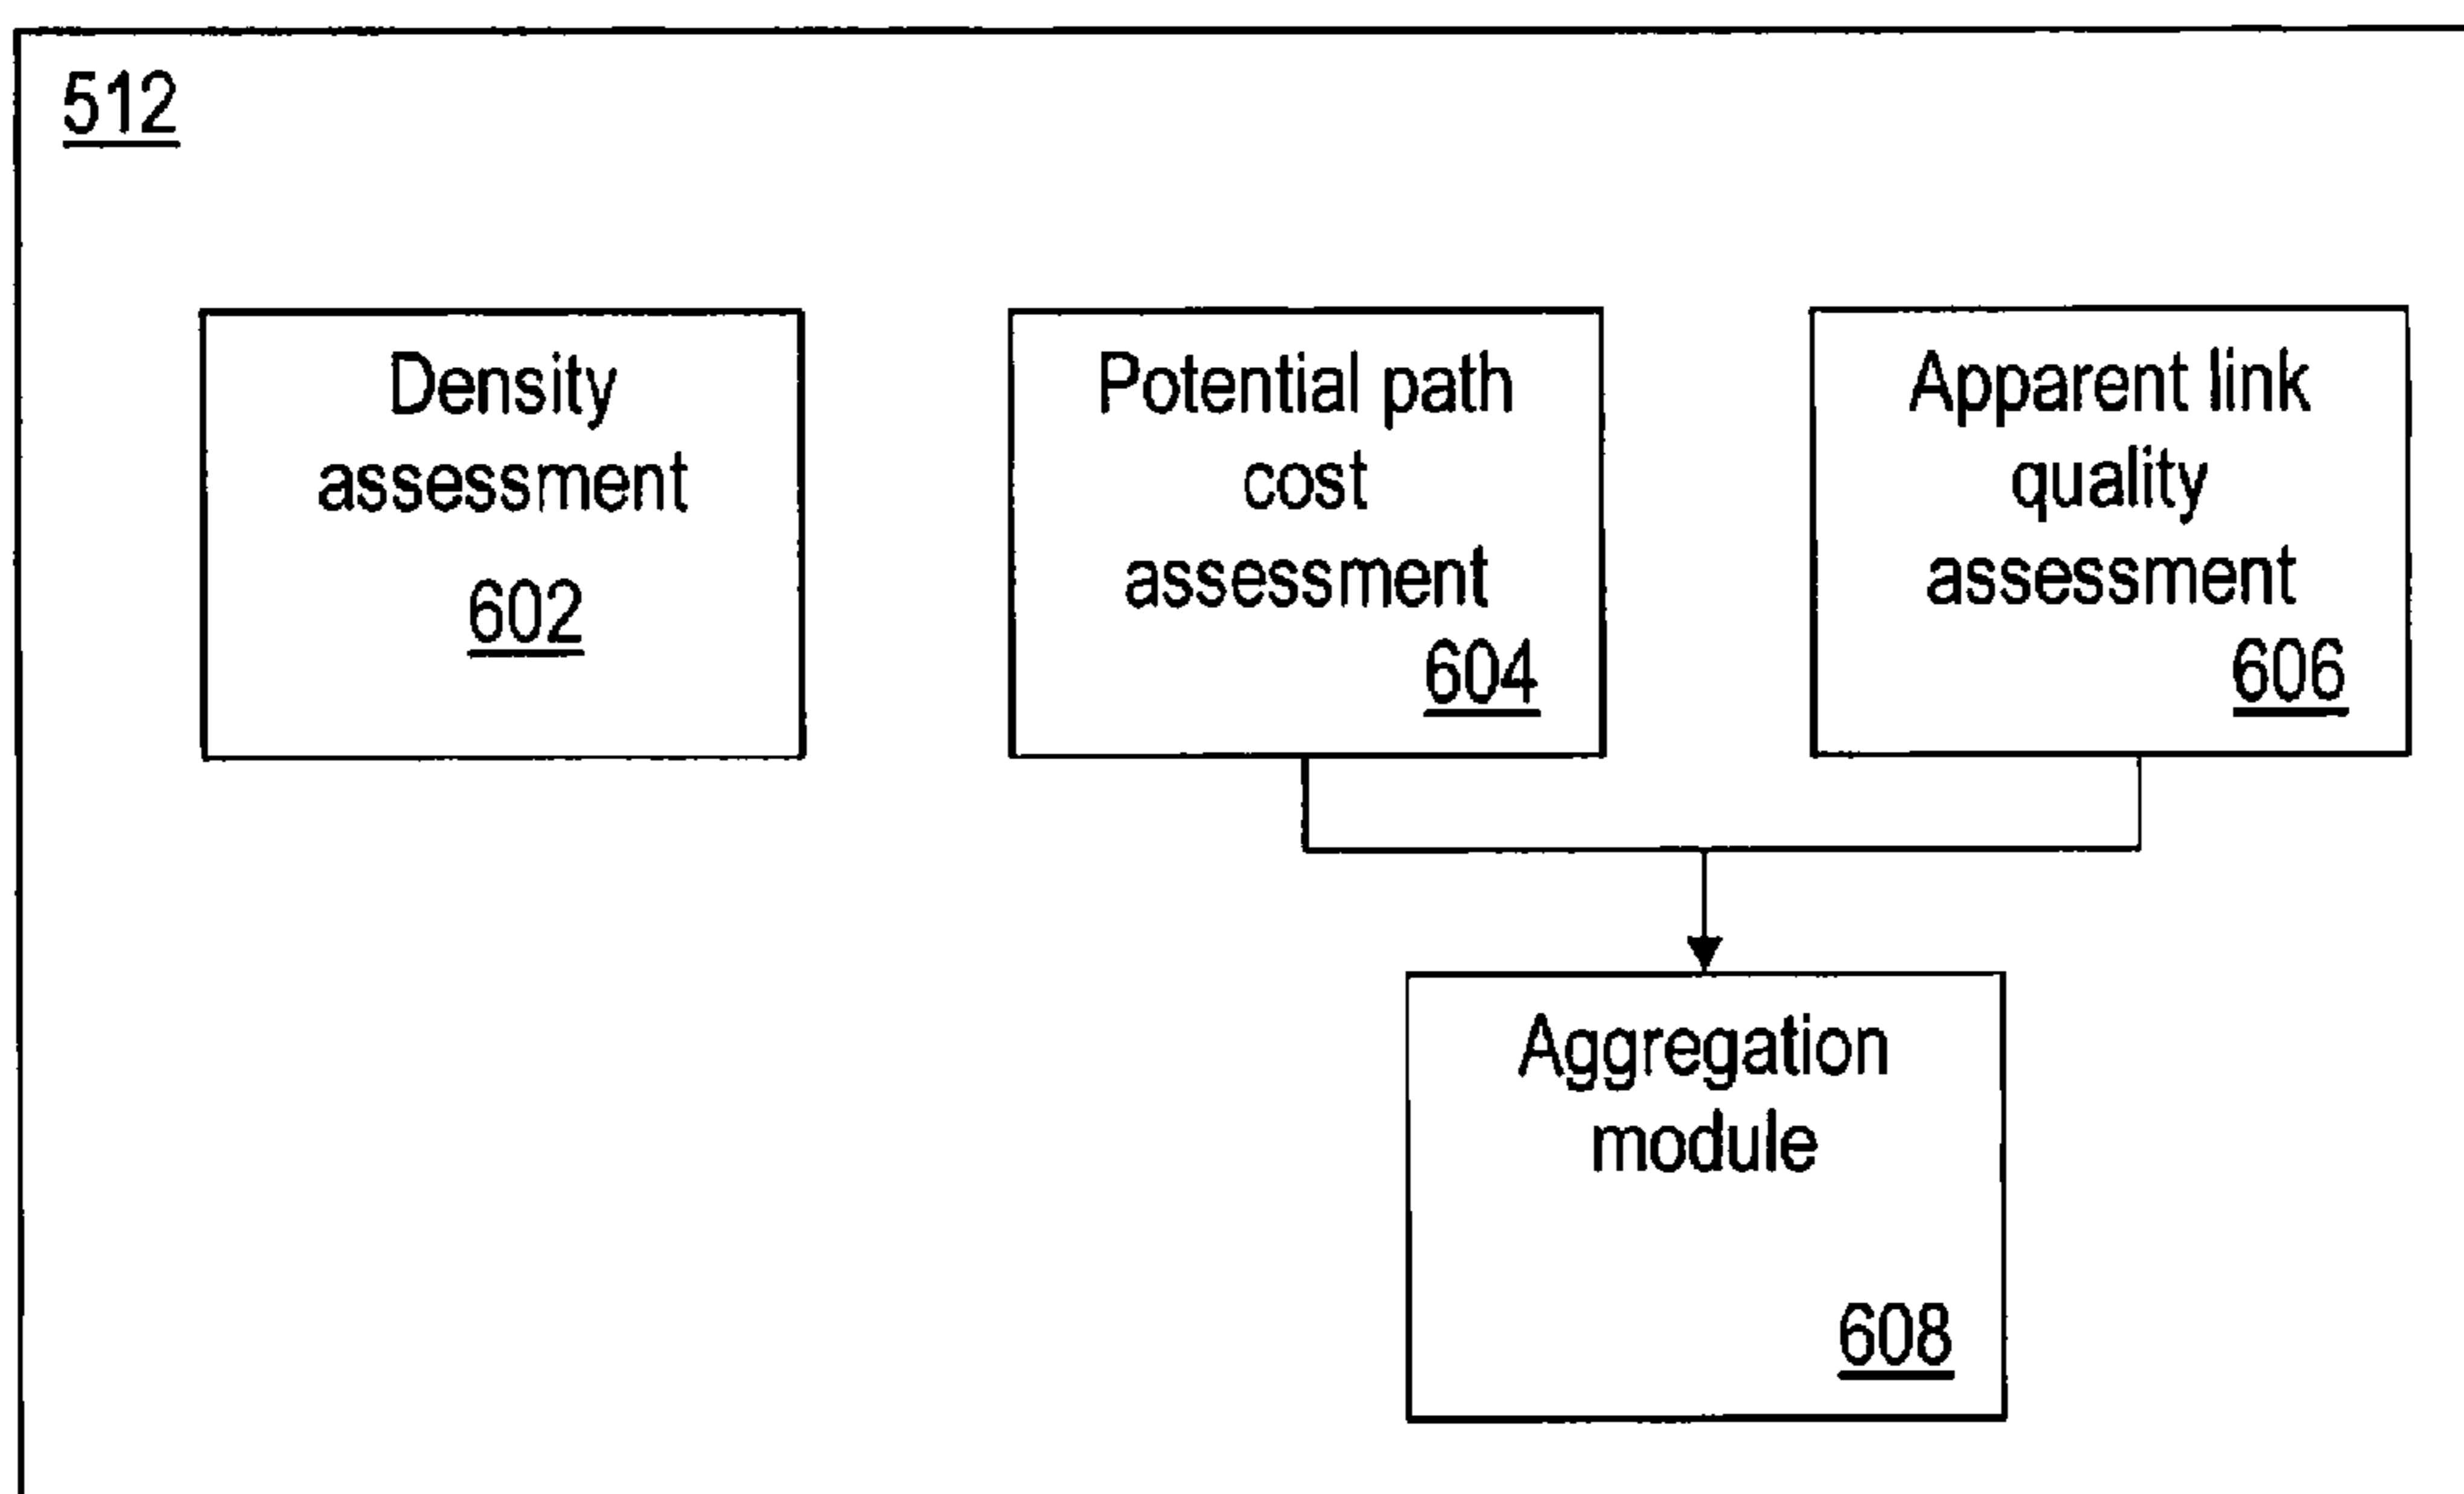 512
Density
assessment
602
Potential path
cost
assessment
604
Apparent link
quality
assessment
606
Aggregation
module
608